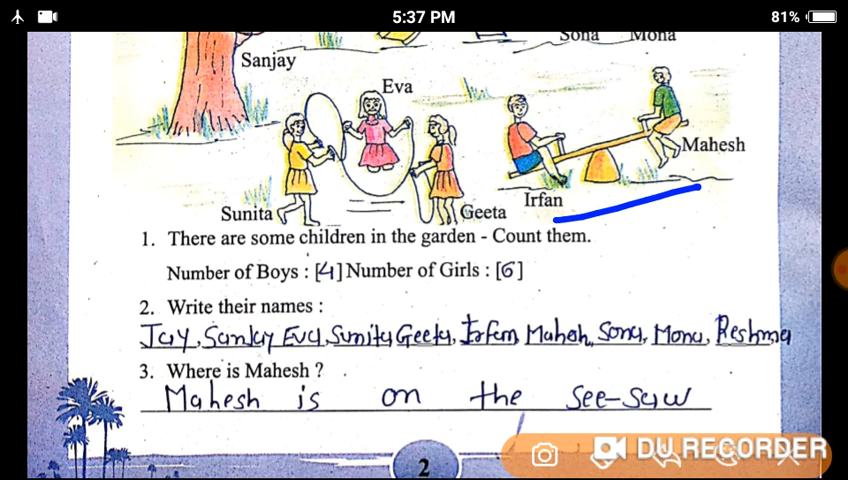 5:37 PM
81%
Sona Mona
Sanjay
Eva
Mahesh
Irfan
Sunita
Geeta
1. There are some children in the garden - Count them.
Number of Boys : [4] Number of Girls : [6]
2. Write their names :
Jay, Sanjay Eva, Sunita Geeta, Irfan Mahesh, Sona, Mona, Reshma
3. Where is Mahesh ?
Mahesh is on the see-saw
2
DU RECORDER